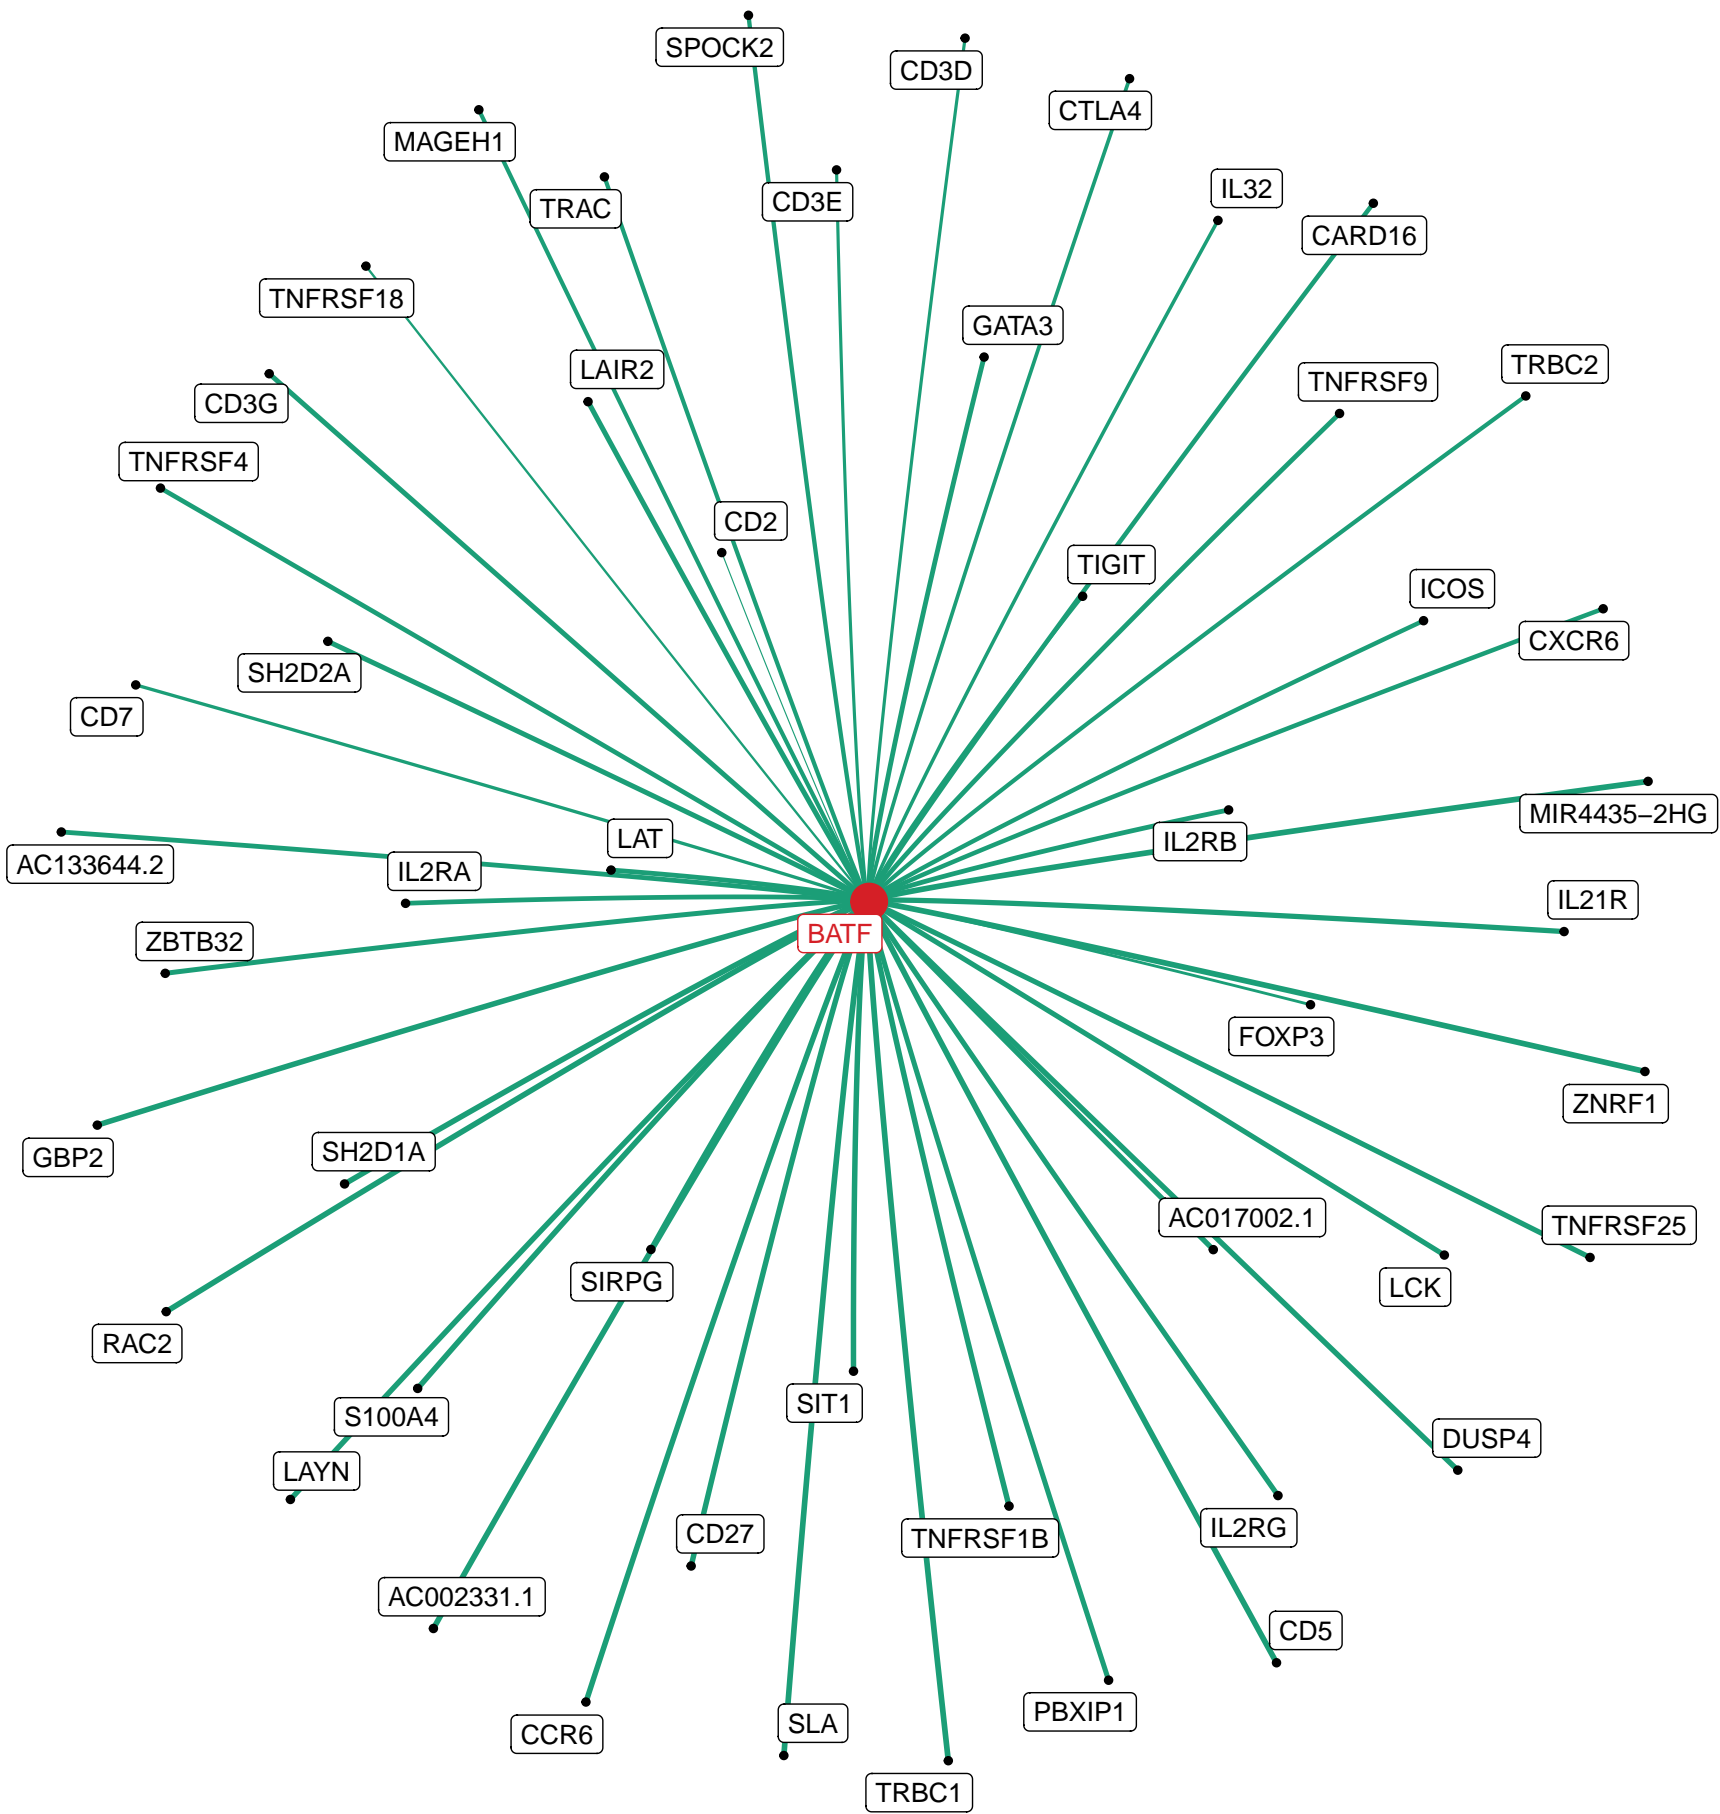 SPOCK2
CD3D
CTLA4
MAGEH1
IL32
CD3E
TRAC
CARD16
TNFRSF18
GATA3
TRBC2
LAIR2
TNFRSF9
CD3G
TNFRSF4
CD2
TIGIT
ICOS
CXCR6
SH2D2A
CD7
MIR4435−2HG
LAT
IL2RB
AC133644.2
IL2RA
IL21R
BATF
ZBTB32
FOXP3
ZNRF1
SH2D1A
GBP2
AC017002.1
TNFRSF25
SIRPG
LCK
RAC2
SIT1
S100A4
DUSP4
LAYN
IL2RG
CD27
TNFRSF1B
AC002331.1
CD5
PBXIP1
SLA
CCR6
TRBC1